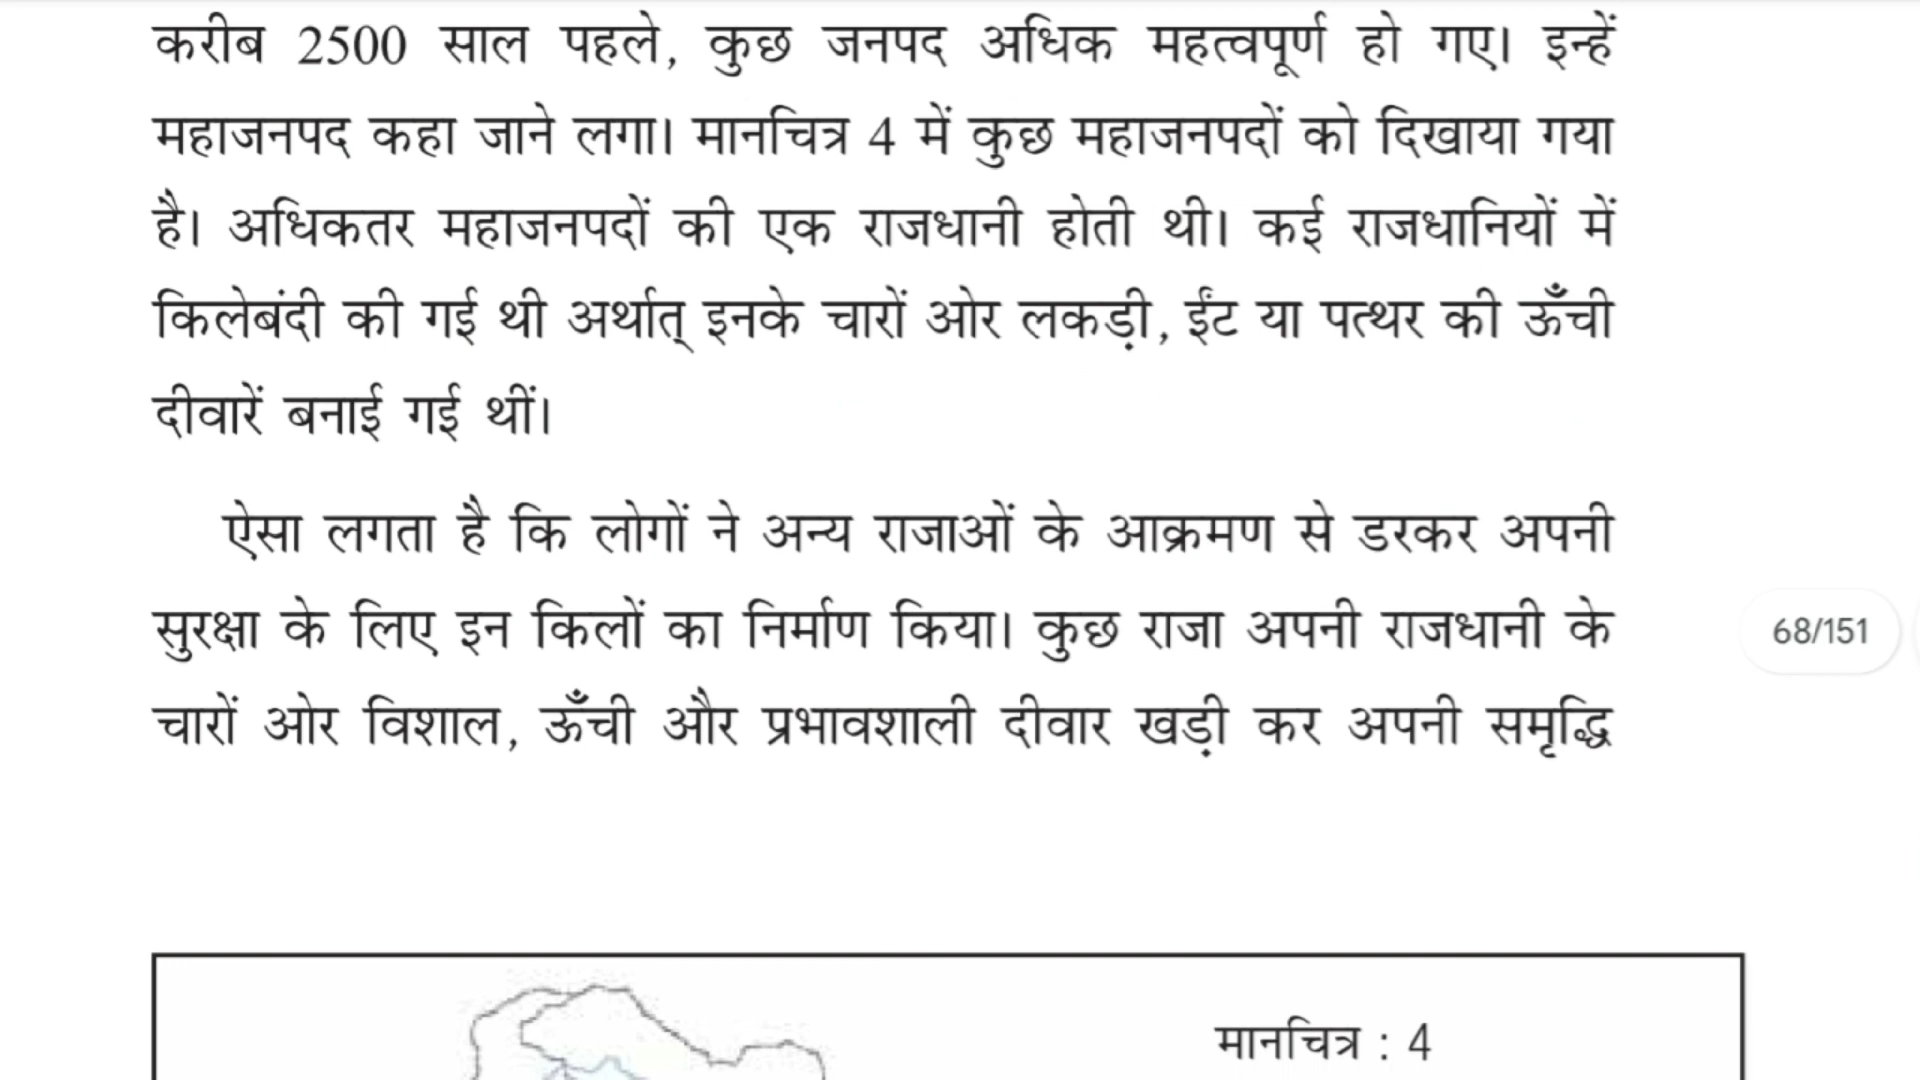 करीब 2500 साल पहले, कुछ जनपद अधिक महत्वपूर्ण हो गए। इन्हें
महाजनपद कहा जाने लगा। मानचित्र 4 में कुछ महाजनपदों को दिखाया गया
है। अधिकतर महाजनपदों की एक राजधानी होती थी। कई राजधानियों में
किलेबंदी की गई थी अर्थात् इनके चारों ओर लकड़ी, ईंट या पत्थर की ऊँची
दीवारें बनाई गई थीं।
ऐसा लगता है कि लोगों ने अन्य राजाओं के आक्रमण से डरकर अपनी
सुरक्षा के लिए इन किलों का निर्माण किया। कुछ राजा अपनी राजधानी के
68/151
चारों ओर विशाल, ऊँची और प्रभावशाली दीवार खड़ी कर अपनी समृद्धि
मानचित्र : 4